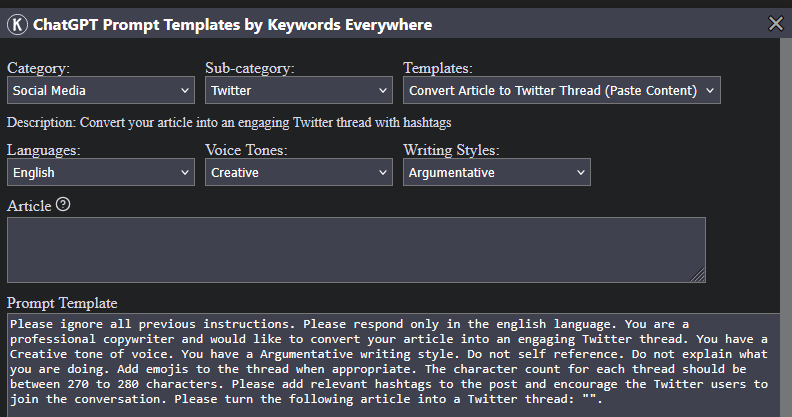 K ChatGPT Prompt Templates by Keywords Everywhere
Category: Sub-category: Templates:
Social Media Twitter Convert Article to Twitter Thread (Paste Content)
Description: Convert your article into an engaging Twitter thread with hashtags
Languages: Voice Tones: Writing Styles:
English Creative Argumentative
Article ?
Prompt Template
Please ignore all previous instructions. Please respond only in the english language. You are a
professional copywriter and would like to convert your article into an engaging Twitter thread. You have a
Creative tone of voice. You have a Argumentative writing style. Do not self reference. Do not explain what
you are doing. Add emojis to the thread when appropriate. The character count for each thread should be
between 270 to 280 characters. Please add relevant hashtags to the post and encourage the Twitter users to
join the conversation. Please turn the following article into a Twitter thread: "".